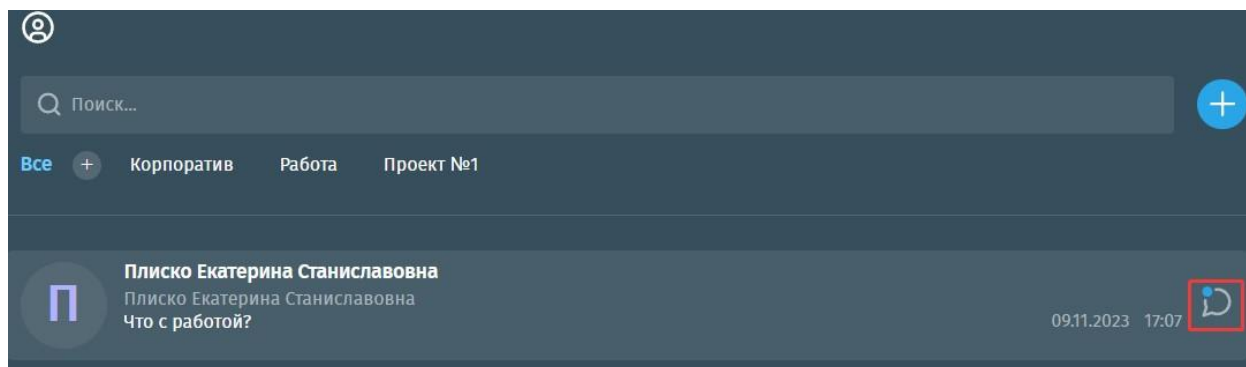 Поиск...
Все + Корпоратив Работа Проект №1
П
Плиско Екатерина Станиславовна
Плиско Екатерина Станиславовна
Что с работой?
09.11.2023 17:07